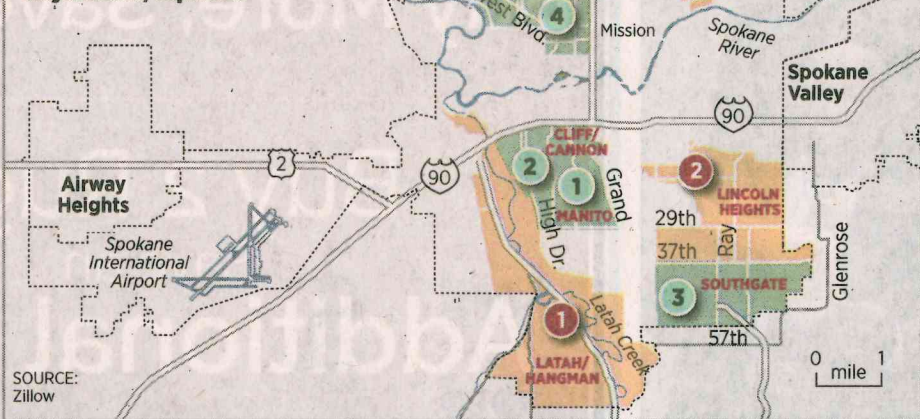 4
Blvd
Mission
Spokane
River
Spokane
Valley
90
CLIFF/
CANNON
2
90
2
1
MANITO
Grand
High Dr
2
LINCOLN
HEIGHTS
29th
Ray
37th
Glenrose
Airway
Heights
Spokane
International
Airport
3
SOUTHGATE
1
Latah Creek
57th
LATAH/
HANGMAN
0 1
mile
SOURCE:
Zillow